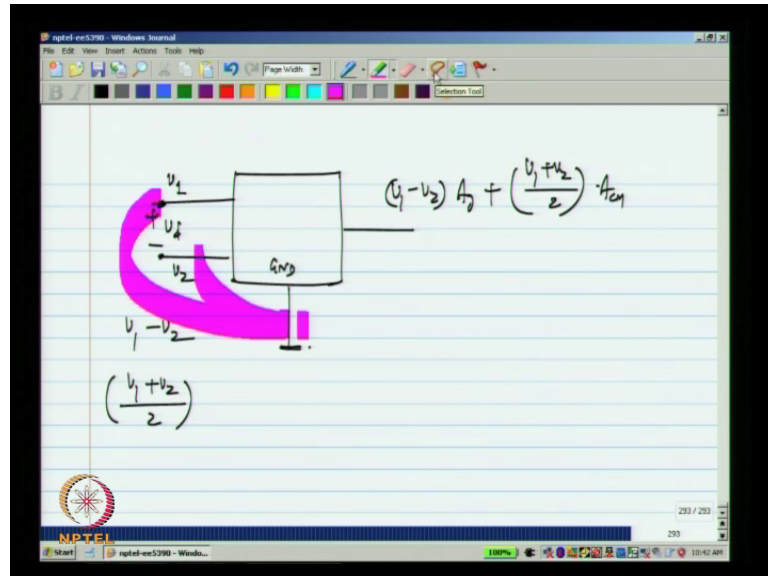 nptel-ee5390 - Windows Journal
File Edit View Insert Actions Tools Help
Page Width
B I
Selection Tool
v1
+
vi
-
v2
GND
(v1 - v2) Ad + ((v1 + v2)/2) · Acm
v1 - v2
((v1 + v2)/2)
NPTEL
293 / 293
293
Start nptel-ee5390 - Windo... 100% 10:42 AM